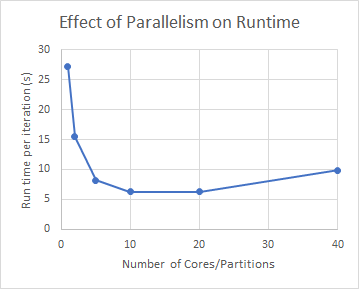 Effect of Parallelism on Runtime
Run time per iteration (s)
30
25
20
15
10
5
0
0 10 20 30 40
Number of Cores/Partitions